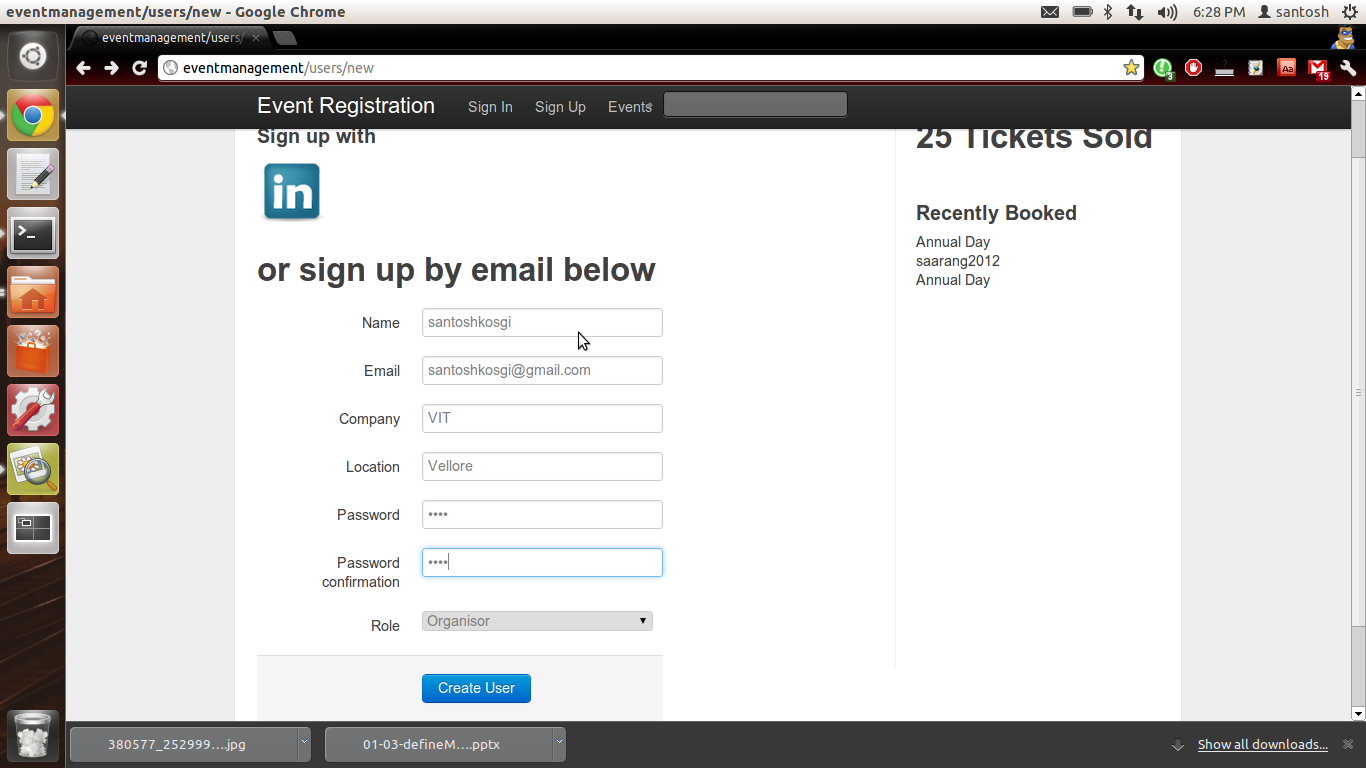 eventmanagement/users/new - Google Chrome
6:28 PM
santosh
eventmanagement/users/
eventmanagement/users/new
3
Aa
19
Event Registration
Sign In
Sign Up
Events
Sign up with
in
or sign up by email below
Name
santoshkosgi
Email
santoshkosgi@gmail.com
Company
VIT
Location
Vellore
Password
••••
Password
confirmation
••••
Role
Organisor
Create User
25 Tickets Sold
Recently Booked
Annual Day
saarang2012
Annual Day
380577_252999....jpg
01-03-defineM....pptx
Show all downloads...